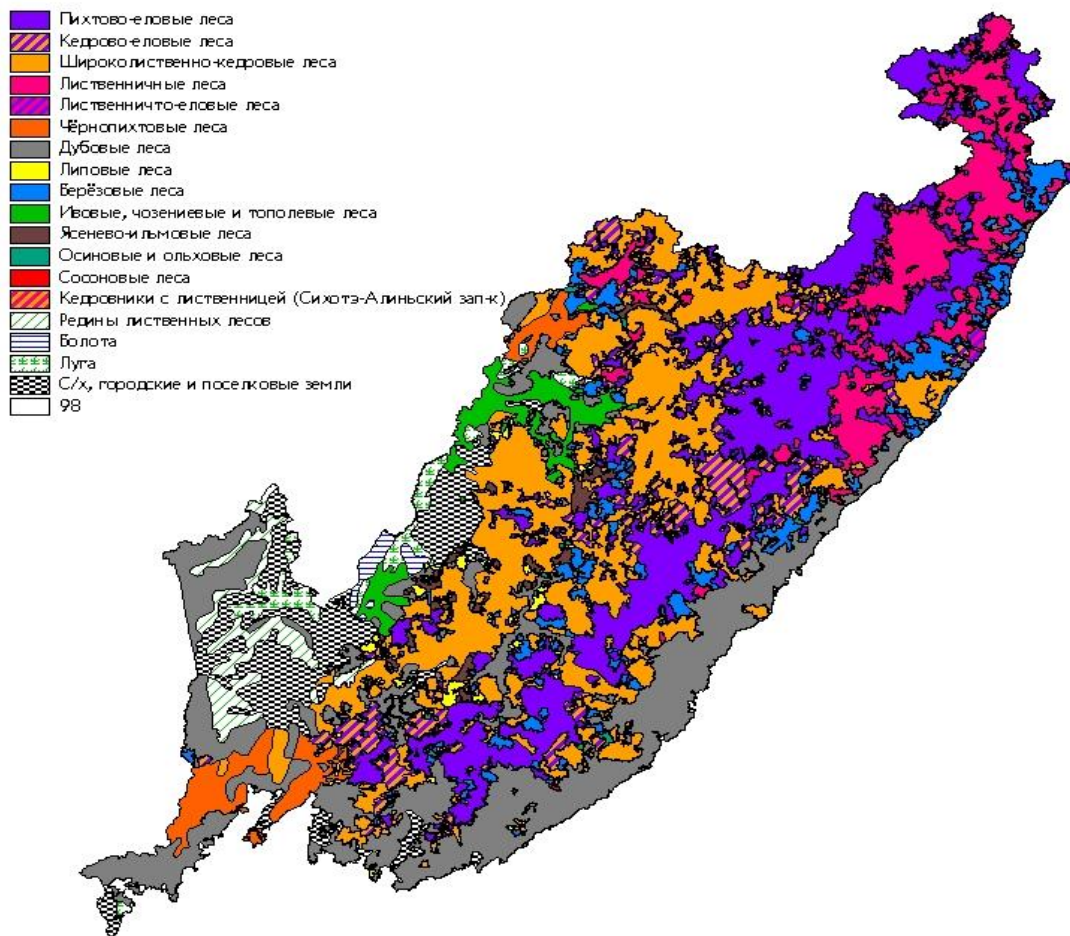 Пихтово-еловые леса
Кедрово-еловые леса
Широколиственно-кедровые леса
Лиственничные леса
Лиственничто-еловые леса
Чёрнопихтовые леса
Дубовые леса
Липовые леса
Берёзовые леса
Ивовые, чозениевые и тополевые леса
Ясенево-ильмовые леса
Осиновые и ольховые леса
Сосоновые леса
Кедровники с лиственницей (Сихотэ-Алиньский зап-к)
Редины лиственных лесов
Болота
Луга
С/х, городские и поселковые земли
98